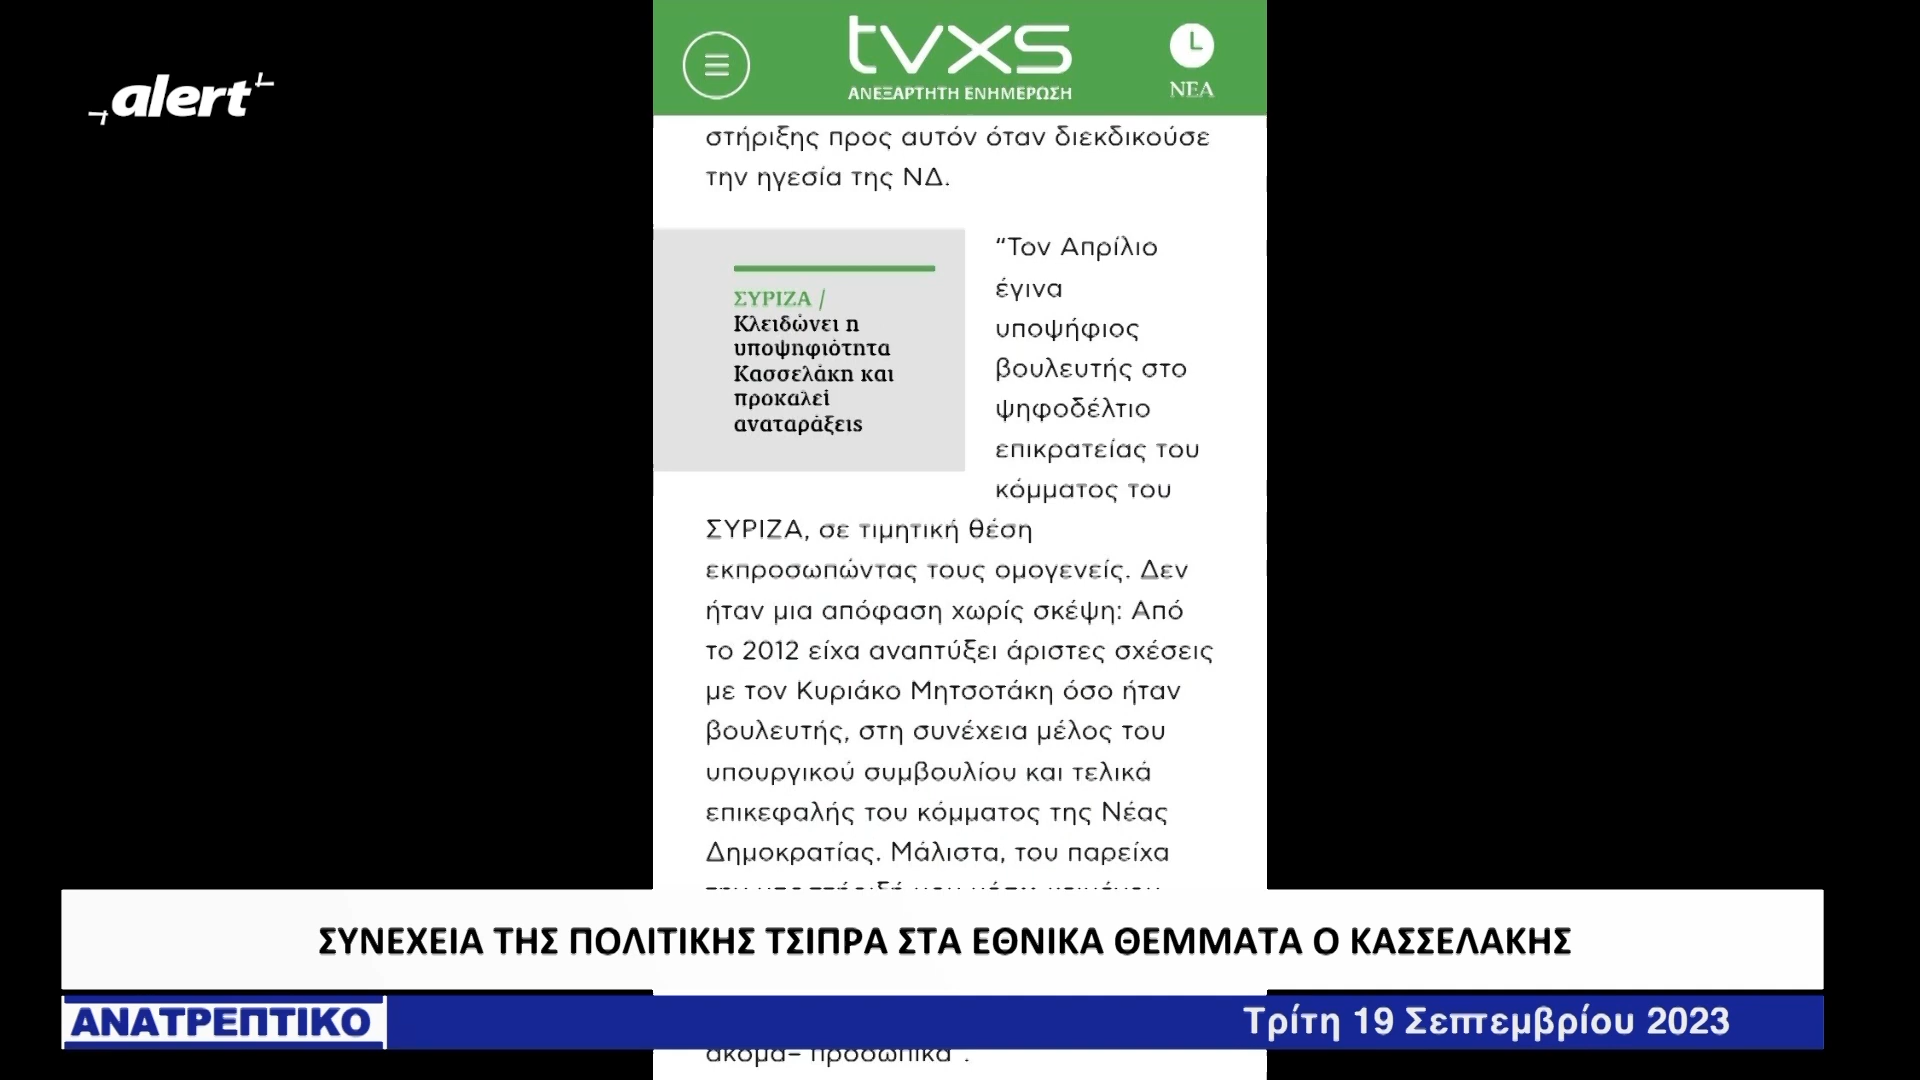 alert
tvxs
ΑΝΕΞΑΡΤΗΤΗ ΕΝΗΜΕΡΩΣΗ
ΝΕΑ
στήριξης προς αυτόν όταν διεκδικούσε
την ηγεσία της ΝΔ.
ΣΥΡΙΖΑ /
Κλειδώνει η
υποψηφιότητα
Κασσελάκη και
προκαλεί
αναταράξεις
“Τον Απρίλιο
έγινα
υποψήφιος
βουλευτής στο
ψηφοδέλτιο
επικρατείας του
κόμματος του
ΣΥΡΙΖΑ, σε τιμητική θέση
εκπροσωπώντας τους ομογενείς. Δεν
ήταν μια απόφαση χωρίς σκέψη: Από
το 2012 είχα αναπτύξει άριστες σχέσεις
με τον Κυριάκο Μητσοτάκη όσο ήταν
βουλευτής, στη συνέχεια μέλος του
υπουργικού συμβουλίου και τελικά
επικεφαλής του κόμματος της Νέας
Δημοκρατίας. Μάλιστα, του παρείχα
ΣΥΝΕΧΕΙΑ ΤΗΣ ΠΟΛΙΤΙΚΗΣ ΤΣΙΠΡΑ ΣΤΑ ΕΘΝΙΚΑ ΘΕΜΜΑΤΑ Ο ΚΑΣΣΕΛΑΚΗΣ
ΑΝΑΤΡΕΠΤΙΚΟ
Τρίτη 19 Σεπτεμβρίου 2023
ακόμα– προσωπικά”.